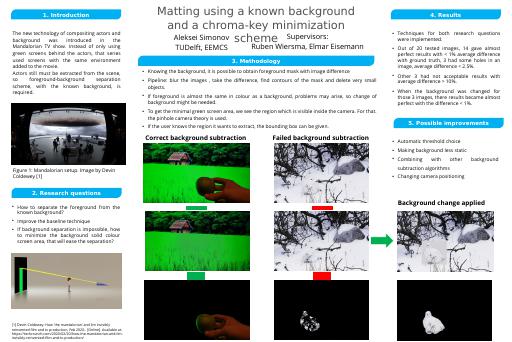 Matting using a known background
and a chroma-key minimization
scheme
Aleksei Simonov
TUDelft, EEMCS
Supervisors:
Ruben Wiersma, Elmar Eisemann
1. Introduction
The new technology of compositing actors and
background was introduced in the
Mandalorian TV show. Instead of only using
green screens behind the actors, that series
used screens with the same environment
added to the movie.
Actors still must be extracted from the scene,
so foreground-background separation
scheme, with the known background, is
required.
Figure 1: Mandalorian setup. Image by Devin
Coldewey.[1]
2. Research questions
• How to separate the foreground from the
known background?
• Improve the baseline technique
• If background separation is impossible, how
to minimize the background solid colour
screen area, that will ease the separation?
[1] Devin Coldewey. How 'the mandalorian' and ilm invisibly
reinvented film and tv production, Feb 2020. [Online]. Available at:
https://techcrunch.com/2020/02/20/how-the-mandalorian-and-ilm-
invisibly-reinvented-film-and-tv-production/
3. Methodology
• Knowing the background, it is possible to obtain foreground mask with image difference
• Pipeline: blur the images , take the difference, find contours of the mask and delete very small
objects.
• If foreground is almost the same in colour as a background, problems may arise, so change of
background might be needed.
• To get the minimal green screen area, we see the region which is visible inside the camera. For that
the pinhole camera theory is used.
• If the user knows the region it wants to extract, the bounding box can be given.
Correct background subtraction
Failed background subtraction
4. Results
• Techniques for both research questions
were implemented.
• Out of 20 tested images, 14 gave almost
perfect results with < 1% average difference
with ground truth, 3 had some holes in an
image, average difference < 2.5%.
• Other 3 had not acceptable results with
average difference > 10%.
• When the background was changed for
those 3 images, there results became almost
perfect with the difference < 1%.
5. Possible improvements
• Automatic threshold choice
• Making background less static
• Combining with other background
subtraction algorithms
• Changing camera positioning
Background change applied